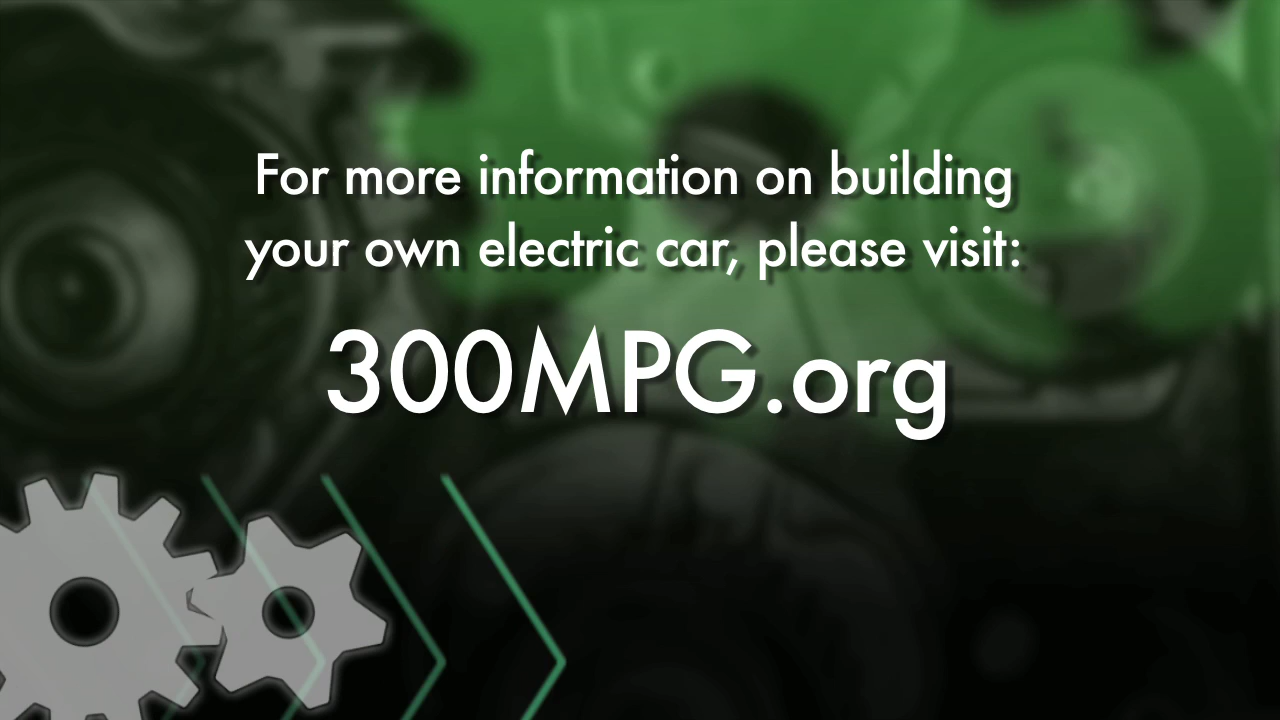 For more information on building
your own electric car, please visit:
300MPG.org